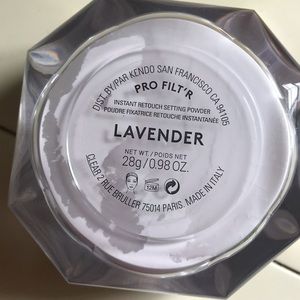 DIST. BY/PAR KENDO SAN FRANCISCO CA 94105
PRO FILT'R
INSTANT RETOUCH SETTING POWDER
POUDRE FIXATRICE RETOUCHE INSTANTANÉE
LAVENDER
NET WT. / POIDS NET
28g / 0.98 OZ.
12M
CLEAR 2 RUE BRULLER 75014 PARIS. MADE IN ITALY